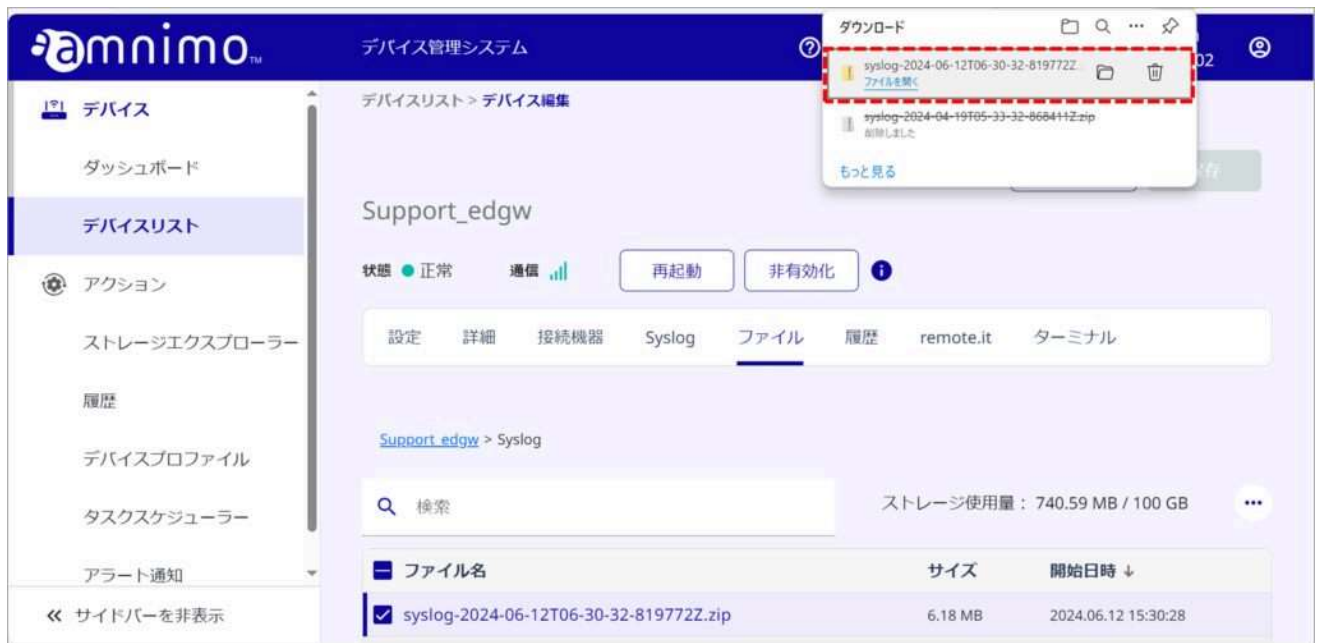 amnimo™
デバイス管理システム
ダウンロード
02
syslog-2024-06-12T06-30-32-819772Z...
ファイルを開く
syslog-2024-04-19T05-33-32-868411Z.zip
削除しました
もっと見る
存
デバイス
ダッシュボード
デバイスリスト
アクション
ストレージエクスプローラー
履歴
デバイスプロファイル
タスクスケジューラー
アラート通知
サイドバーを非表示
デバイスリスト > デバイス編集
Support_edgw
状態 正常 通信 再起動 非有効化
設定 詳細 接続機器 Syslog ファイル 履歴 remote.it ターミナル
Support_edgw > Syslog
検索 ストレージ使用量： 740.59 MB / 100 GB
ファイル名 サイズ 開始日時 ↓
syslog-2024-06-12T06-30-32-819772Z.zip 6.18 MB 2024.06.12 15:30:28